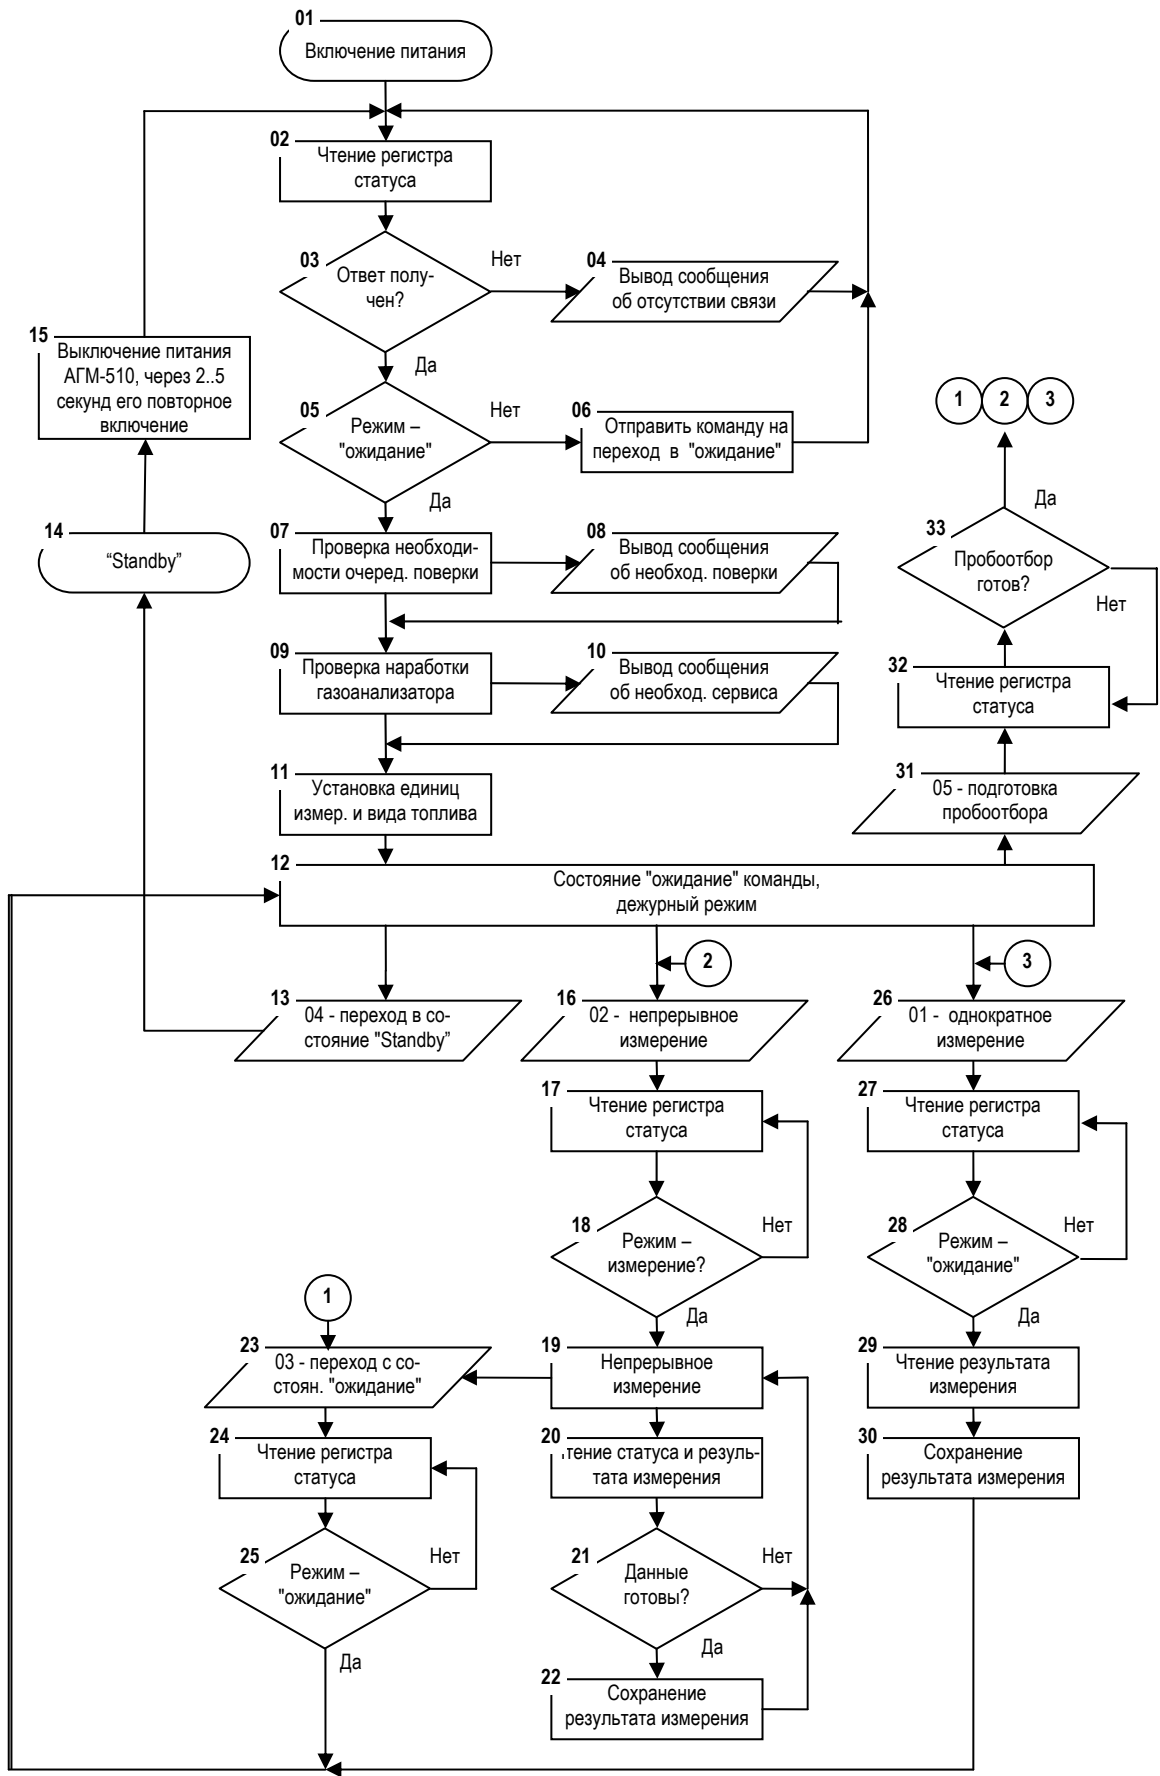 01
Включение питания
02
Чтение регистра
статуса
03
Ответ полу-
чен?
Нет
Да
04
Вывод сообщения
об отсутствии связи
15
Выключение питания
АГМ-510, через 2..5
секунд его повторное
включение
05
Режим –
"ожидание"
Нет
Да
06
Отправить команду на
переход в "ожидание"
1
2
3
14
“Standby”
07
Проверка необходи-
мости очеред. поверки
08
Вывод сообщения
об необход. поверки
Да
33
Пробоотбор
готов?
Нет
09
Проверка наработки
газоанализатора
10
Вывод сообщения
об необход. сервиса
32
Чтение регистра
статуса
11
Установка единиц
измер. и вида топлива
31
05 - подготовка
пробоотбора
12
Состояние "ожидание" команды,
дежурный режим
2
3
13
04 - переход в со-
стояние "Standby”
16
02 - непрерывное
измерение
26
01 - однократное
измерение
17
Чтение регистра
статуса
27
Чтение регистра
статуса
18
Режим –
измерение?
Нет
Да
28
Режим –
"ожидание"
Нет
Да
1
23
03 - переход с со-
стоян. "ожидание"
19
Непрерывное
измерение
29
Чтение результата
измерения
24
Чтение регистра
статуса
20
тение статуса и резуль-
тата измерения
30
Сохранение
результата измерения
25
Режим –
"ожидание"
Нет
Да
21
Данные
готовы?
Нет
Да
22
Сохранение
результата измерения